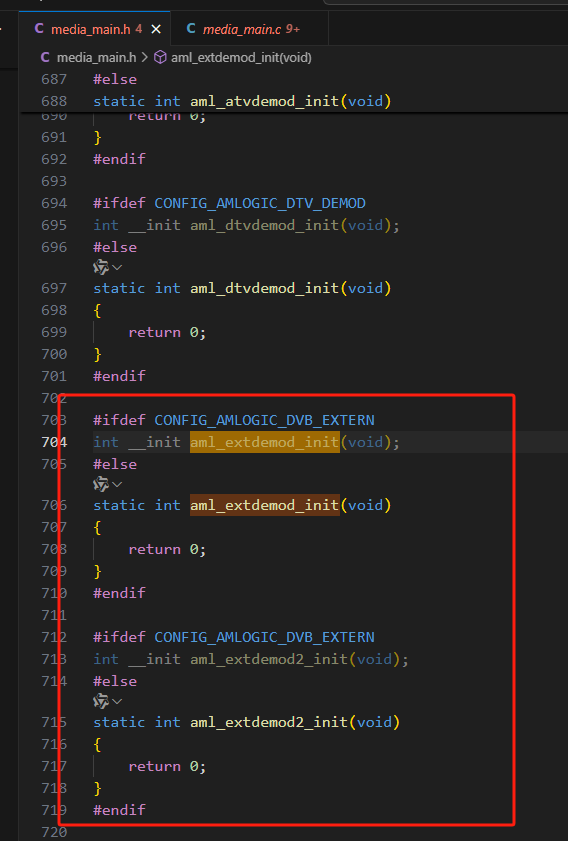 C media_main.h 4 ×
C media_main.c 9+
C media_main.h > aml_extdemod_init(void)
687 #else
688 static int aml_atvdemod_init(void)
690 return 0;
691 }
692 #endif
693
694 #ifdef CONFIG_AMLOGIC_DTV_DEMOD
695 int __init aml_dtvdemod_init(void);
696 #else
697 static int aml_dtvdemod_init(void)
698 {
699 return 0;
700 }
701 #endif
702
703 #ifdef CONFIG_AMLOGIC_DVB_EXTERN
704 int __init aml_extdemod_init(void);
705 #else
706 static int aml_extdemod_init(void)
707 {
708 return 0;
709 }
710 #endif
711
712 #ifdef CONFIG_AMLOGIC_DVB_EXTERN
713 int __init aml_extdemod2_init(void);
714 #else
715 static int aml_extdemod2_init(void)
716 {
717 return 0;
718 }
719 #endif
720